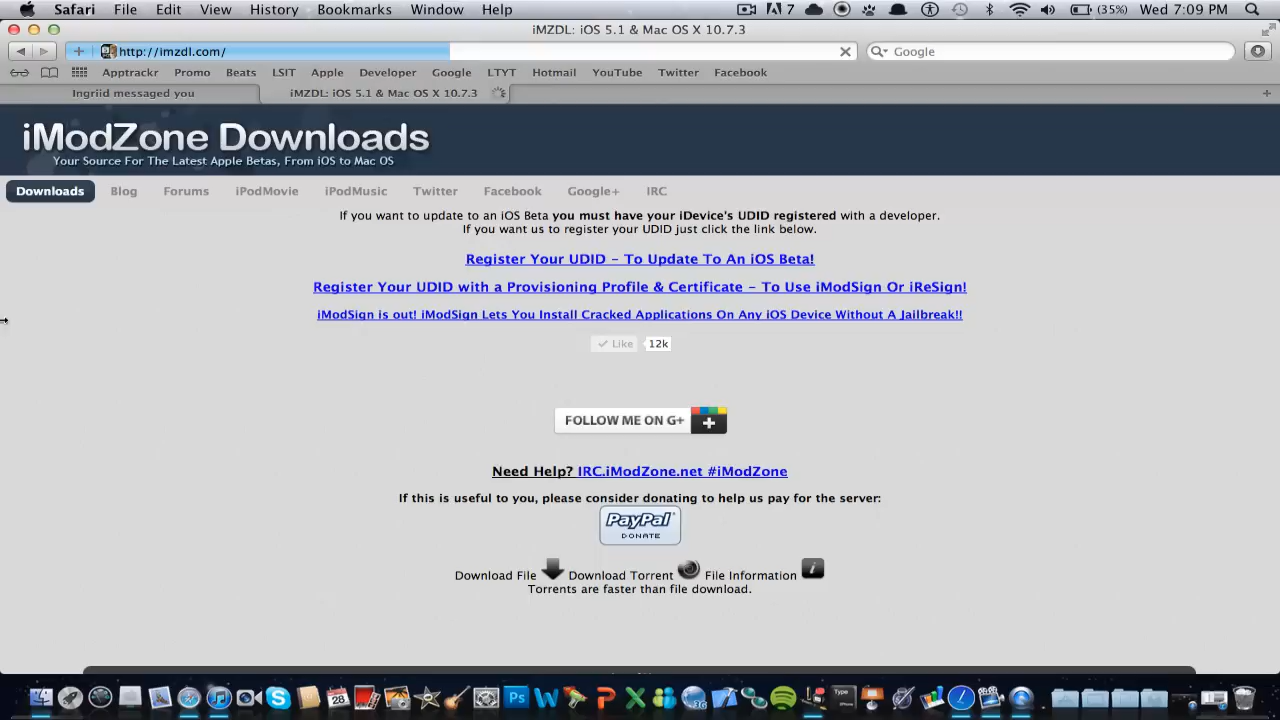 Safari File Edit View History Bookmarks Window Help 7 (35%) Wed 7:09 PM
iMZDL: iOS 5.1 & Mac OS X 10.7.3
http://imzdl.com/ Google
Apptrackr Promo Beats LSIT Apple Developer Google LTYT Hotmail YouTube Twitter Facebook
Ingriid messaged you iMZDL: iOS 5.1 & Mac OS X 10.7.3
iModZone Downloads
Your Source For The Latest Apple Betas, From iOS to Mac OS
Downloads Blog Forums iPodMovie iPodMusic Twitter Facebook Google+ IRC
If you want to update to an iOS Beta you must have your iDevice's UDID registered with a developer.
If you want us to register your UDID just click the link below.
Register Your UDID - To Update To An iOS Beta!
Register Your UDID with a Provisioning Profile & Certificate - To Use iModSign Or iReSign!
iModSign is out! iModSign Lets You Install Cracked Applications On Any iOS Device Without A Jailbreak!!
Like 12k
FOLLOW ME ON G+
Need Help? IRC.iModZone.net #iModZone
If this is useful to you, please consider donating to help us pay for the server:
PayPal
DONATE
Download File Download Torrent File Information
Torrents are faster than file download.